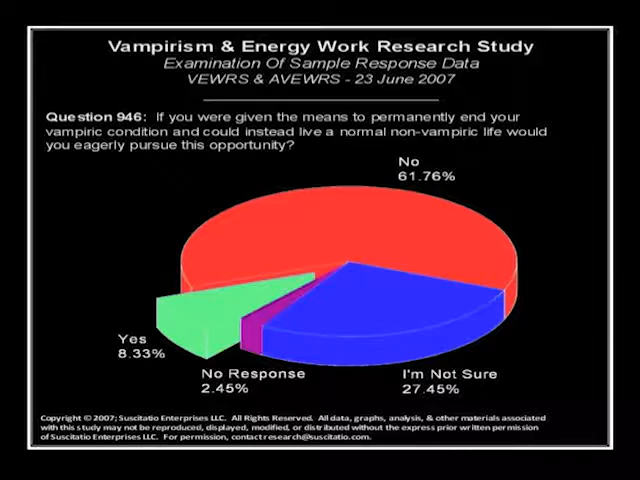 Vampirism & Energy Work Research Study
Examination Of Sample Response Data
VEWRS & AVEWRS - 23 June 2007
Question 946: If you were given the means to permanently end your
vampiric condition and could instead live a normal non-vampiric life would
you eagerly pursue this opportunity?
No
61.76%
Yes
8.33%
No Response
2.45%
I'm Not Sure
27.45%
Copyright © 2007; Suscitatio Enterprises LLC. All Rights Reserved. All data, graphs, analysis, & other materials associated
with this study may not be reproduced, displayed, modified, or distributed without the express prior written permission
of Suscitatio Enterprises LLC. For permission, contact research@suscitatio.com.